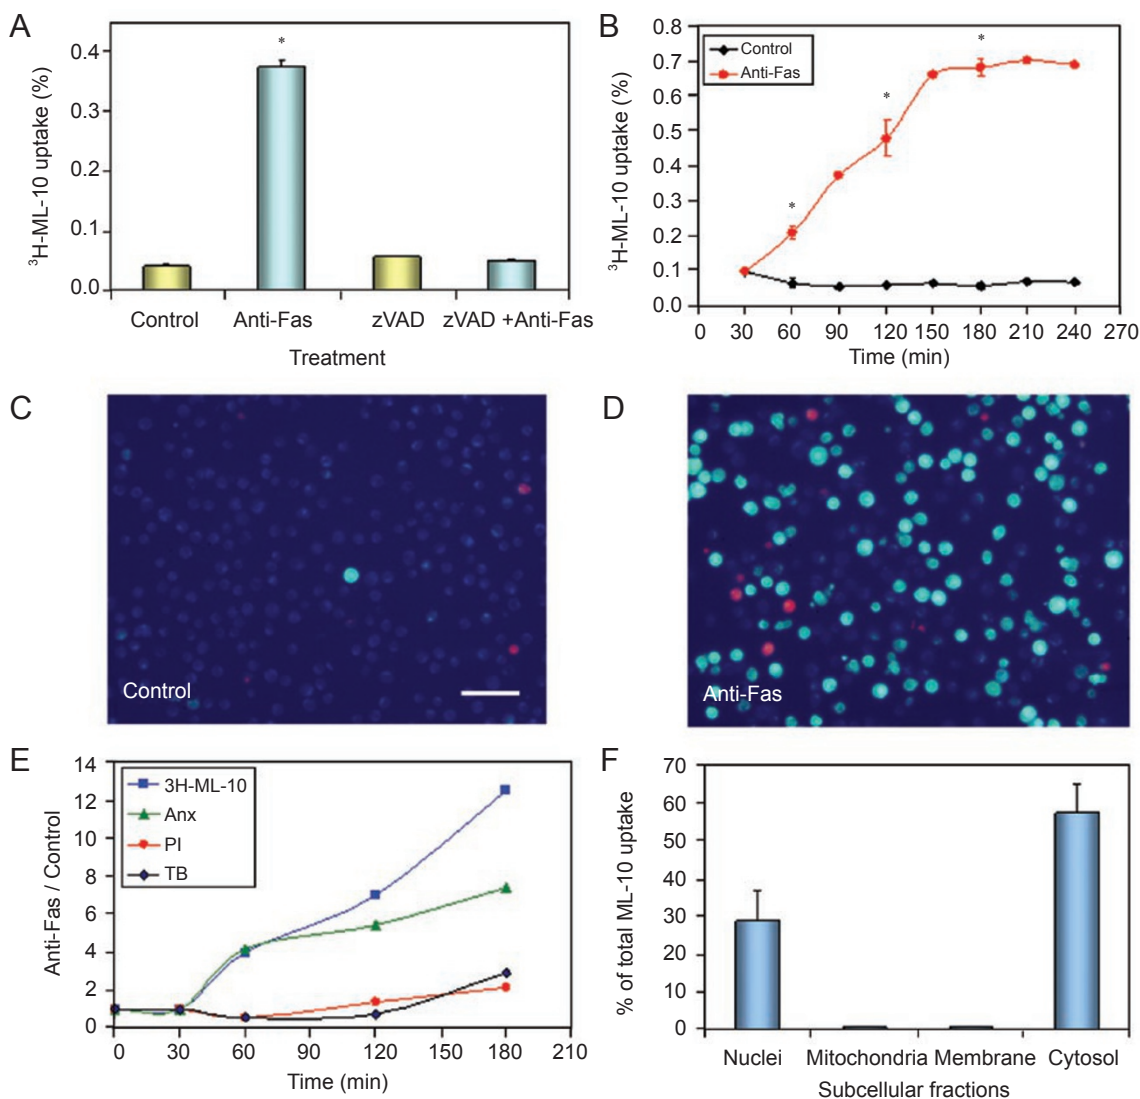 A
³H-ML-10 uptake (%)
0.4
0.3
0.2
0.1
0.0
*
Control Anti-Fas zVAD zVAD +Anti-Fas
Treatment
B
³H-ML-10 uptake (%)
0.8
0.7
0.6
0.5
0.4
0.3
0.2
0.1
0.0
Control
Anti-Fas
*
*
*
0 30 60 90 120 150 180 210 240 270
Time (min)
C
Control
D
Anti-Fas
E
Anti-Fas / Control
14
12
10
8
6
4
2
0
3H-ML-10
Anx
PI
TB
0 30 60 90 120 150 180 210
Time (min)
F
% of total ML-10 uptake
70
60
50
40
30
20
10
0
Nuclei Mitochondria Membrane Cytosol
Subcellular fractions